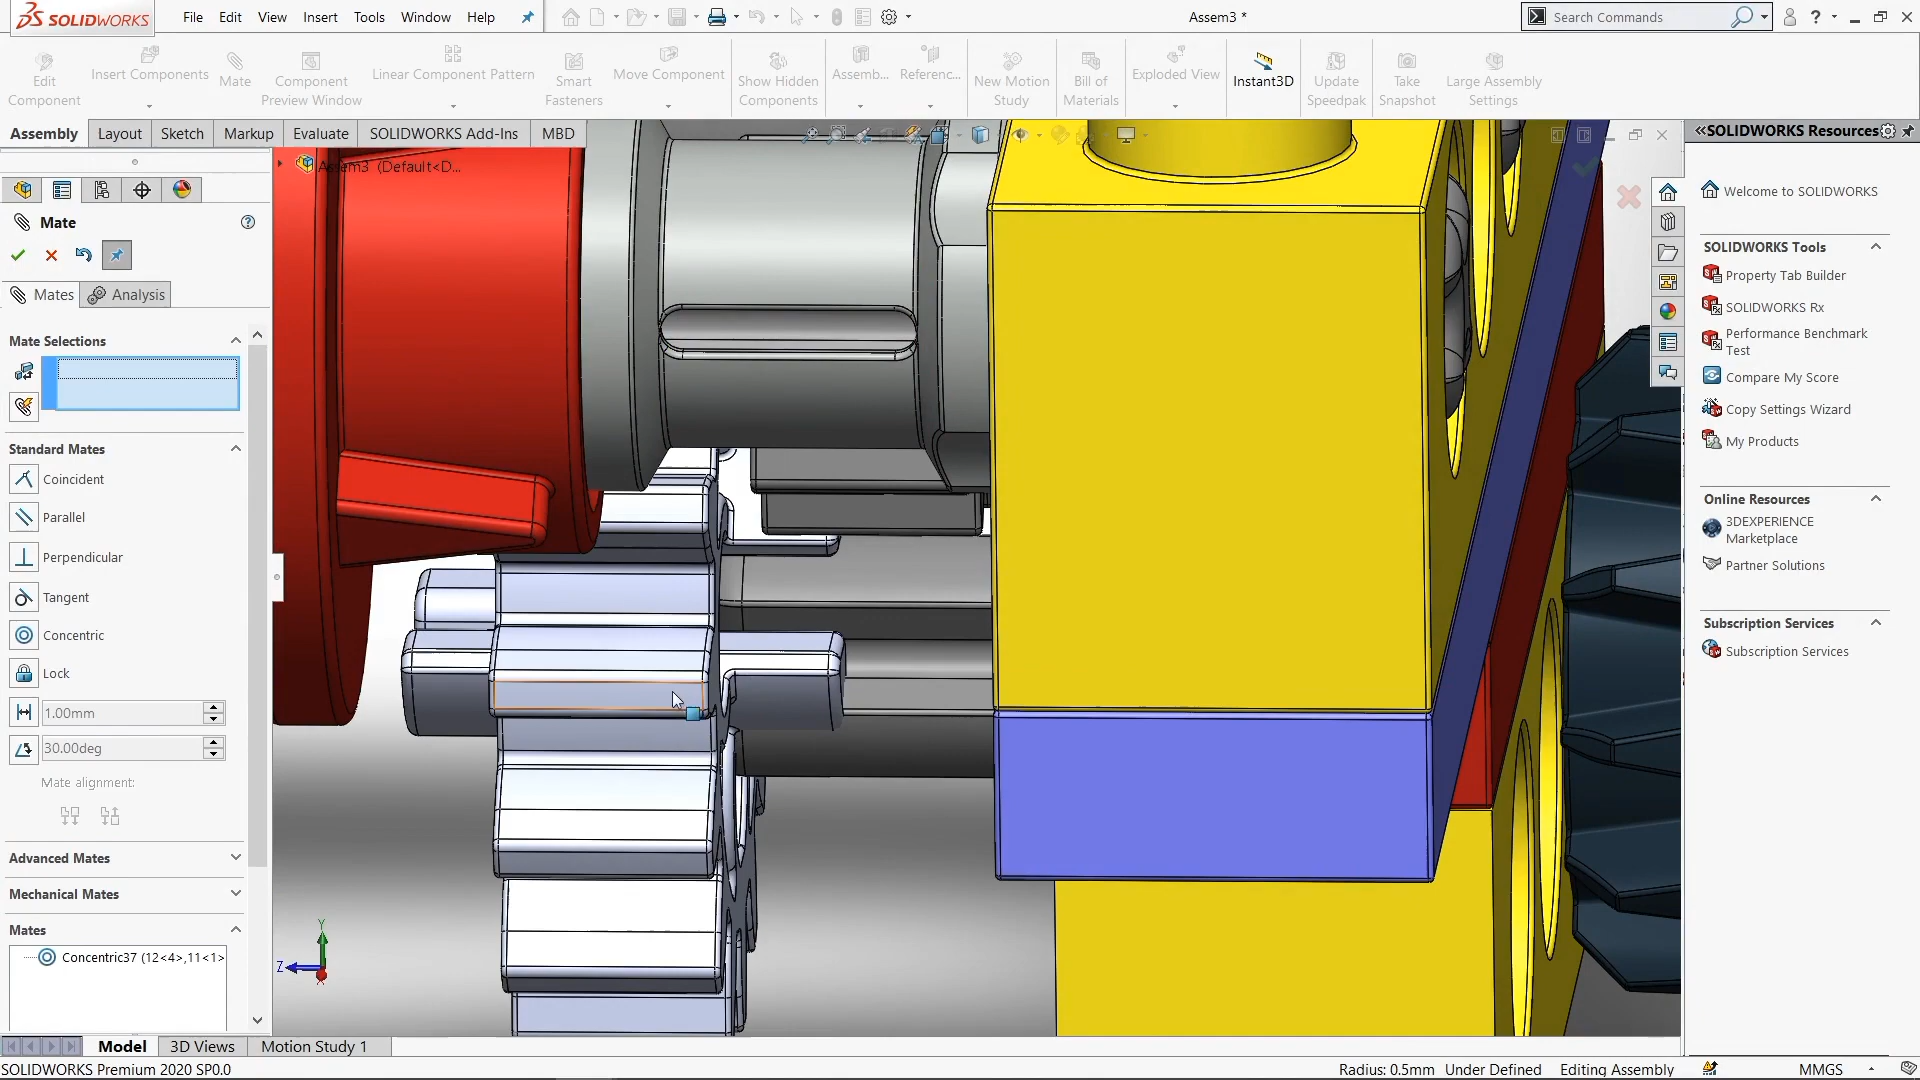 SOLIDWORKS
File Edit View Insert Tools Window Help
Assem3 *
Search Commands
Edit Component
Insert Components
Mate
Component Preview Window
Linear Component Pattern
Smart Fasteners
Move Component
Show Hidden Components
Assemb...
Referenc...
New Motion Study
Bill of Materials
Exploded View
Instant3D
Update Speedpak
Take Snapshot
Large Assembly Settings
Assembly Layout Sketch Markup Evaluate SOLIDWORKS Add-Ins MBD
Assem3 (Default<D...
Mate
Mates Analysis
Mate Selections
Standard Mates
Coincident
Parallel
Perpendicular
Tangent
Concentric
Lock
1.00mm
30.00deg
Mate alignment:
Advanced Mates
Mechanical Mates
Mates
Concentric37 (12<4>,11<1>
Y
Z
X
Model 3D Views Motion Study 1
SOLIDWORKS Premium 2020 SP0.0
Radius: 0.5mm Under Defined Editing Assembly MMGS
SOLIDWORKS Resources
Welcome to SOLIDWORKS
SOLIDWORKS Tools
Property Tab Builder
SOLIDWORKS Rx
Performance Benchmark
Test
Compare My Score
Copy Settings Wizard
My Products
Online Resources
3DEXPERIENCE
Marketplace
Partner Solutions
Subscription Services
Subscription Services